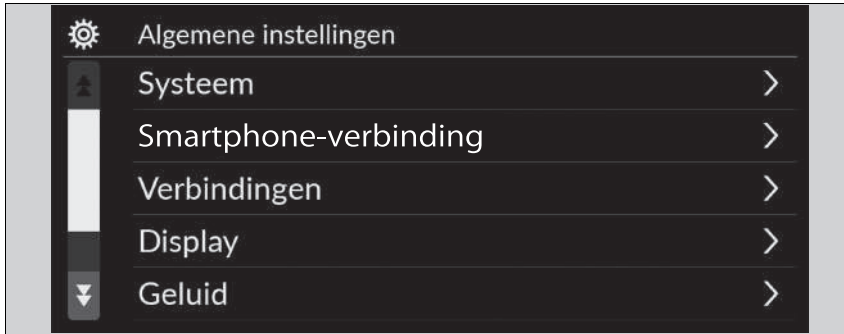 Algemene instellingen
Systeem
Smartphone-verbinding
Verbindingen
Display
Geluid